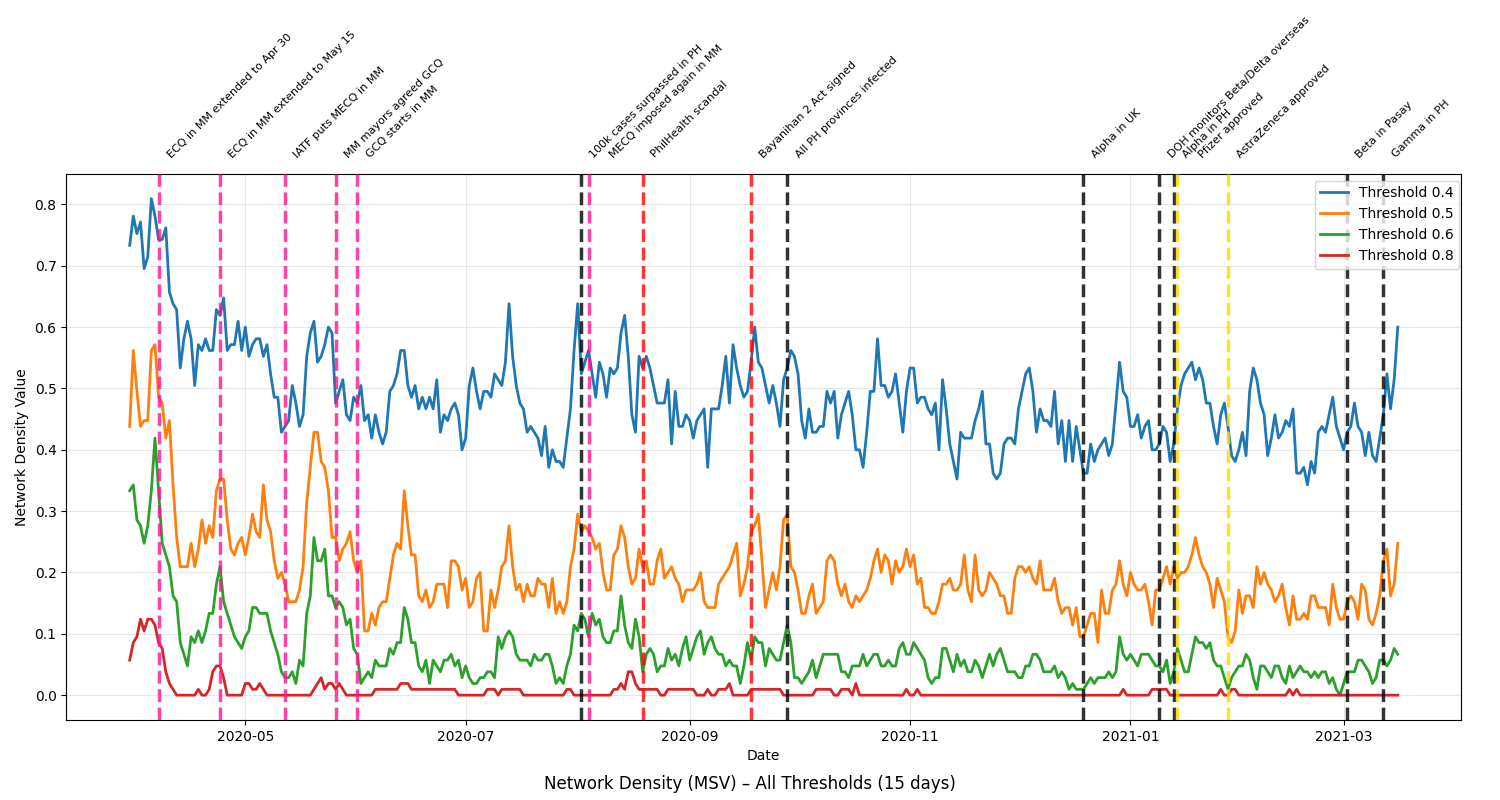 ECQ in MM extended to Apr 30
ECQ in MM extended to May 15
IATF puts MECQ in MM
MM mayors agreed GCQ
GCQ starts in MM
100k cases surpassed in PH
MECQ imposed again in MM
PhilHealth scandal
Bayanihan 2 Act signed
All PH provinces infected
Alpha in UK
DOH monitors Beta/Delta overseas
Alpha in PH
Pfizer approved
AstraZeneca approved
Beta in Pasay
Gamma in PH
Threshold 0.4
Threshold 0.5
Threshold 0.6
Threshold 0.8
Network Density Value
0.8
0.7
0.6
0.5
0.4
0.3
0.2
0.1
0.0
2020-05
2020-07
2020-09
2020-11
2021-01
2021-03
Date
Network Density (MSV) – All Thresholds (15 days)